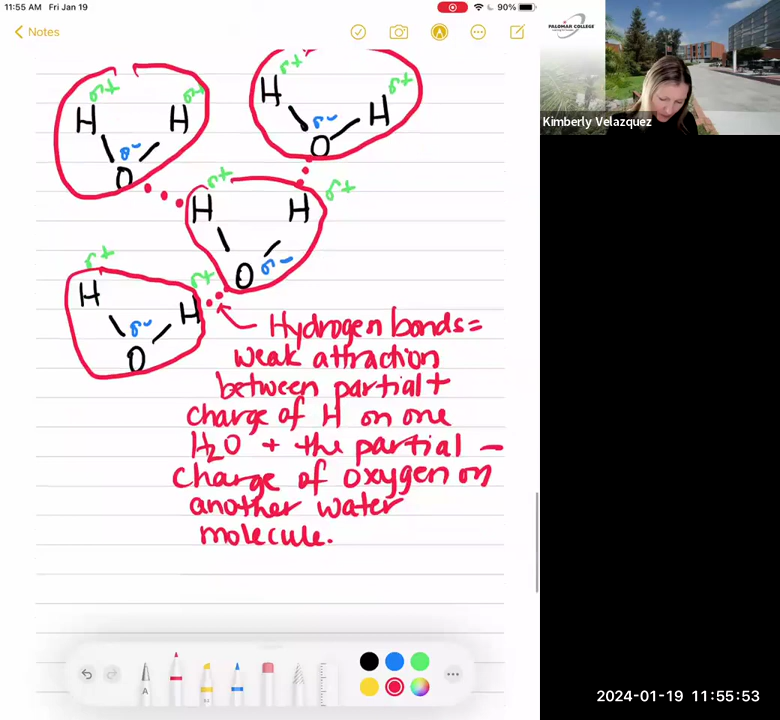 11:55 AM Fri Jan 19
90%
Notes
PALOMAR COLLEGE
Kimberly Velazquez
δ+ δ+
H H
δ-
O
δ+ δ+
H H
δ-
O
δ+ δ+
H H
O δ-
δ+ δ+
H H
δ-
O
Hydrogen bonds=
weak attraction
between partial +
charge of H on one
H2O + the partial -
charge of oxygen on
another water
molecule.
A
2024-01-19 11:55:53